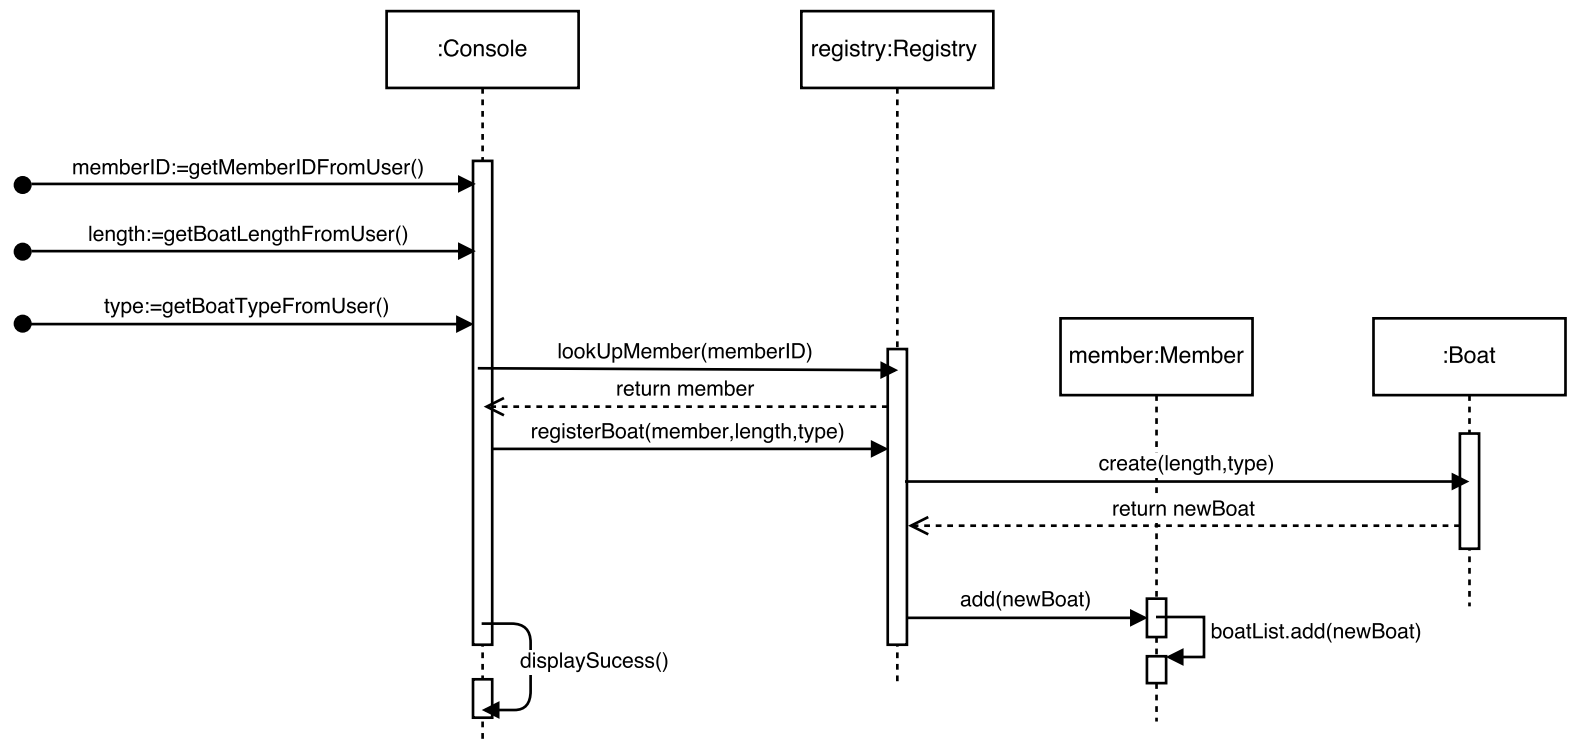 :Console
registry:Registry
memberID:=getMemberIDFromUser()
length:=getBoatLengthFromUser()
type:=getBoatTypeFromUser()
lookUpMember(memberID)
member:Member
:Boat
return member
registerBoat(member,length,type)
create(length,type)
return newBoat
add(newBoat)
boatList.add(newBoat)
displaySucess()